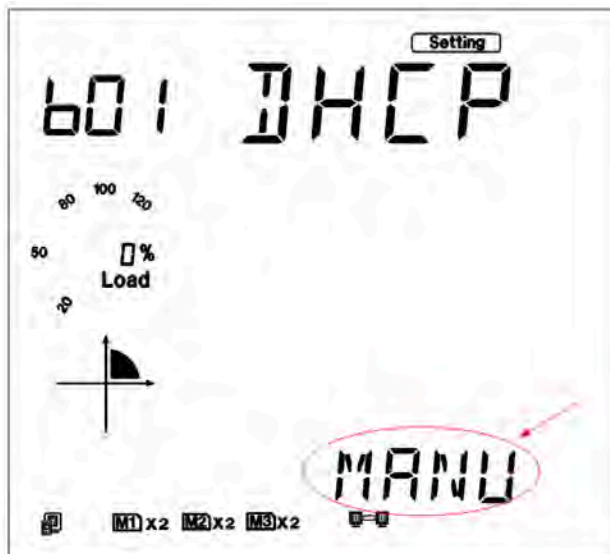 Setting
b01 DHCP
80 100 120
50 0%
Load
20
MANU
M1 X2 M2 X2 M3 X2